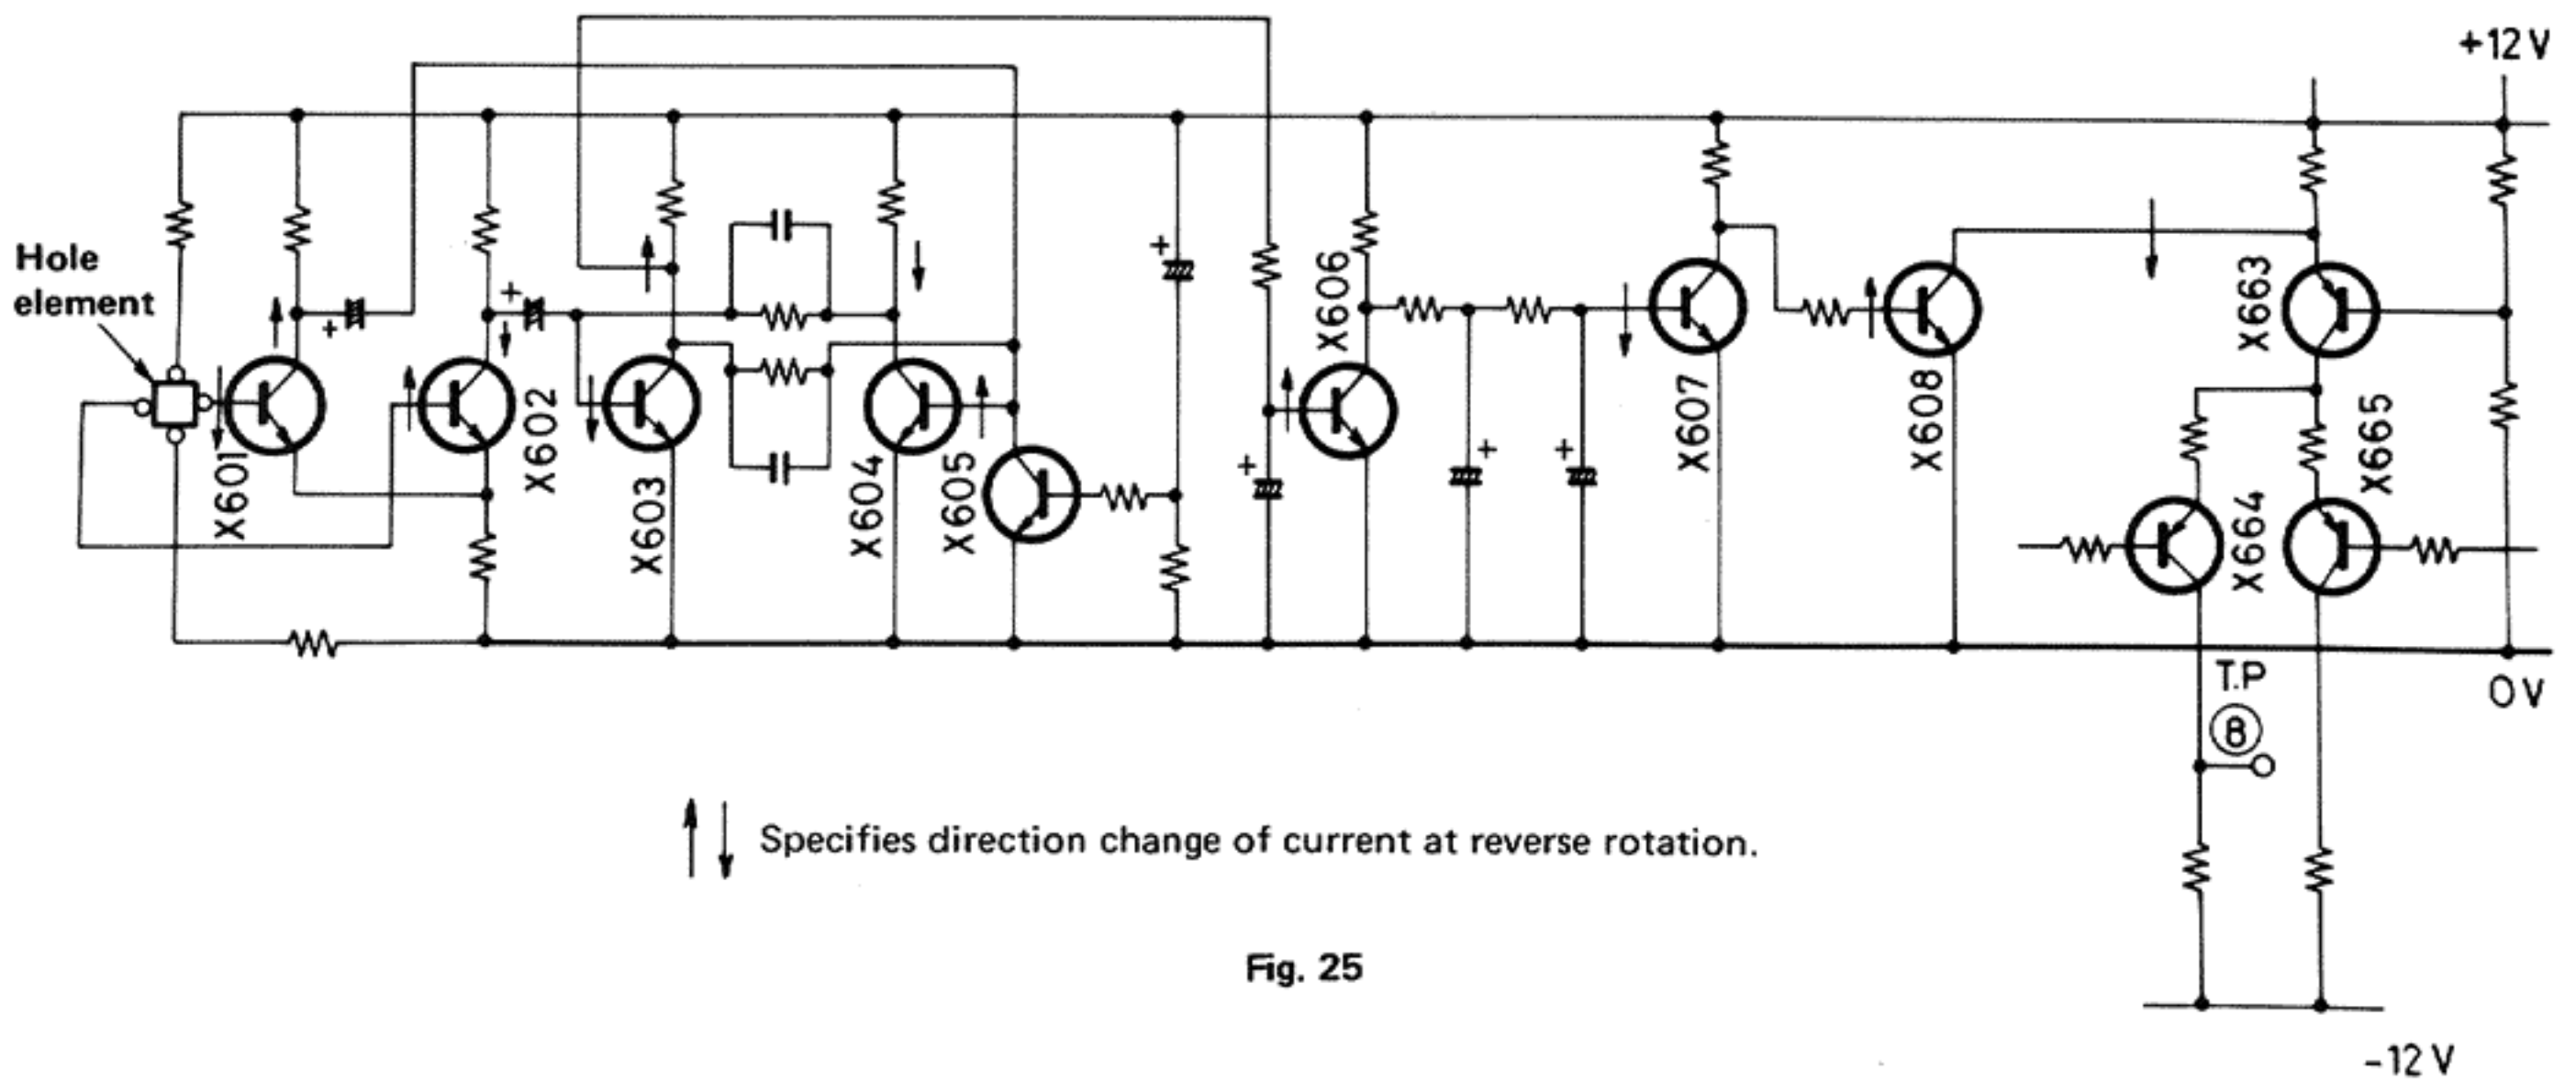 +12 V
Hole
element
X601
X602
X603
X604
X605
X606
X607
X608
X663
X664
X665
+
+
+
+
+
+
T.P
8
0 V
-12 V
Specifies direction change of current at reverse rotation.
Fig. 25